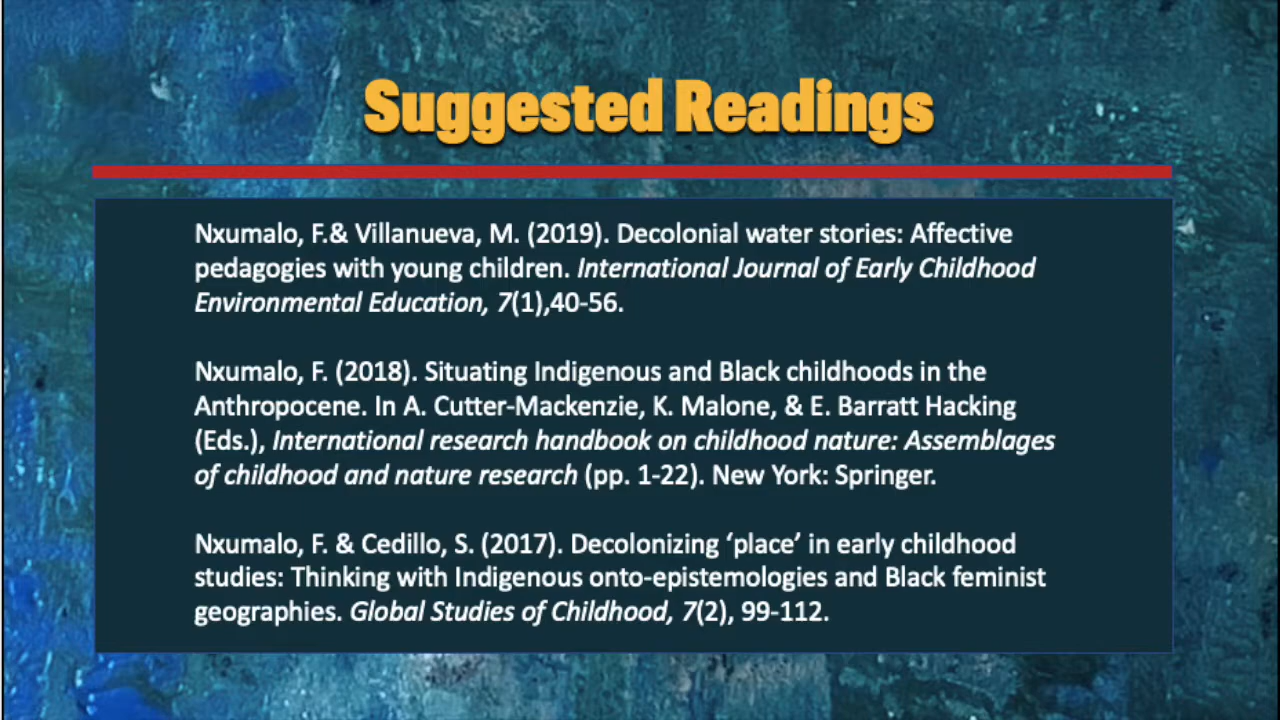 Suggested Readings
Nxumalo, F.& Villanueva, M. (2019). Decolonial water stories: Affective
pedagogies with young children. International Journal of Early Childhood
Environmental Education, 7(1),40-56.
Nxumalo, F. (2018). Situating Indigenous and Black childhoods in the
Anthropocene. In A. Cutter-Mackenzie, K. Malone, & E. Barratt Hacking
(Eds.), International research handbook on childhood nature: Assemblages
of childhood and nature research (pp. 1-22). New York: Springer.
Nxumalo, F. & Cedillo, S. (2017). Decolonizing ‘place’ in early childhood
studies: Thinking with Indigenous onto-epistemologies and Black feminist
geographies. Global Studies of Childhood, 7(2), 99-112.